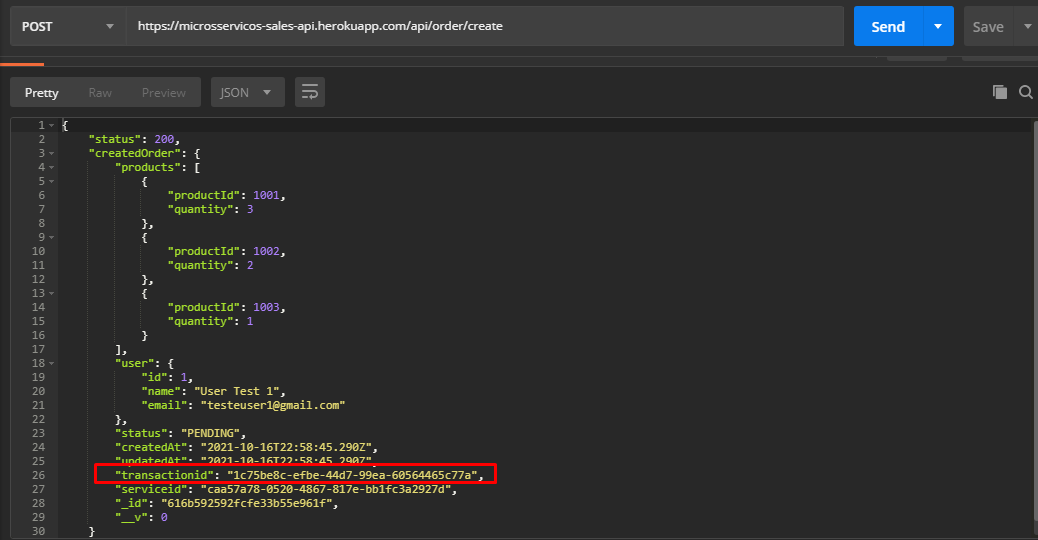 POST https://microsservicos-sales-api.herokuapp.com/api/order/create Send Save
Pretty Raw Preview JSON
1 {
2 "status": 200,
3 "createdOrder": {
4 "products": [
5 {
6 "productId": 1001,
7 "quantity": 3
8 },
9 {
10 "productId": 1002,
11 "quantity": 2
12 },
13 {
14 "productId": 1003,
15 "quantity": 1
16 }
17 ],
18 "user": {
19 "id": 1,
20 "name": "User Test 1",
21 "email": "testeuser1@gmail.com"
22 },
23 "status": "PENDING",
24 "createdAt": "2021-10-16T22:58:45.290Z",
25 "updatedAt": "2021-10-16T22:58:45.290Z",
26 "transactionid": "1c75be8c-efbe-44d7-99ea-60564465c77a",
27 "serviceid": "caa57a78-0520-4867-817e-bb1fc3a2927d",
28 "_id": "616b592592fcfe33b55e961f",
29 "__v": 0
30 }